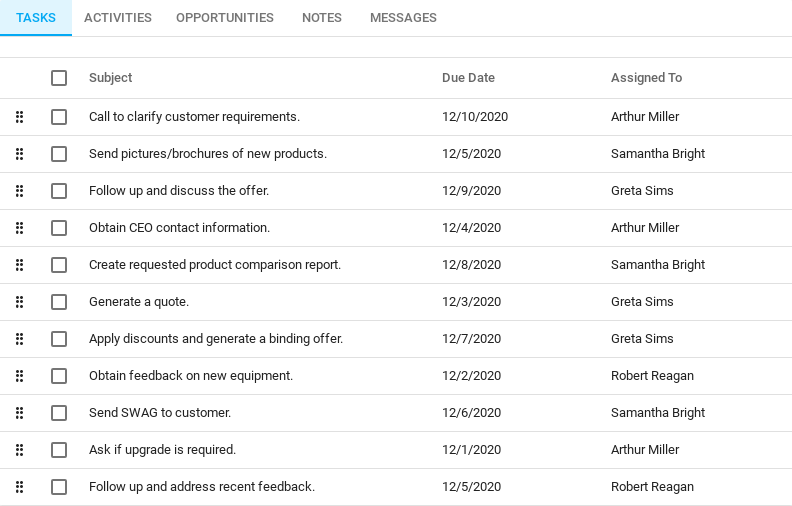 TASKS ACTIVITIES OPPORTUNITIES NOTES MESSAGES
Subject Due Date Assigned To
Call to clarify customer requirements. 12/10/2020 Arthur Miller
Send pictures/brochures of new products. 12/5/2020 Samantha Bright
Follow up and discuss the offer. 12/9/2020 Greta Sims
Obtain CEO contact information. 12/4/2020 Arthur Miller
Create requested product comparison report. 12/8/2020 Samantha Bright
Generate a quote. 12/3/2020 Greta Sims
Apply discounts and generate a binding offer. 12/7/2020 Greta Sims
Obtain feedback on new equipment. 12/2/2020 Robert Reagan
Send SWAG to customer. 12/6/2020 Samantha Bright
Ask if upgrade is required. 12/1/2020 Arthur Miller
Follow up and address recent feedback. 12/5/2020 Robert Reagan